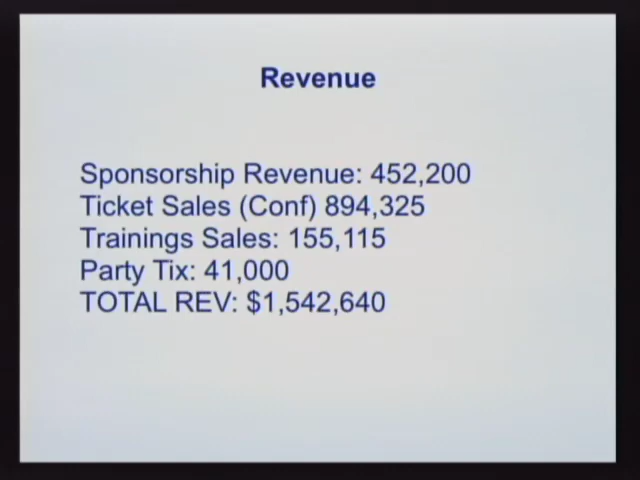 Revenue
Sponsorship Revenue: 452,200
Ticket Sales (Conf) 894,325
Trainings Sales: 155,115
Party Tix: 41,000
TOTAL REV: $1,542,640